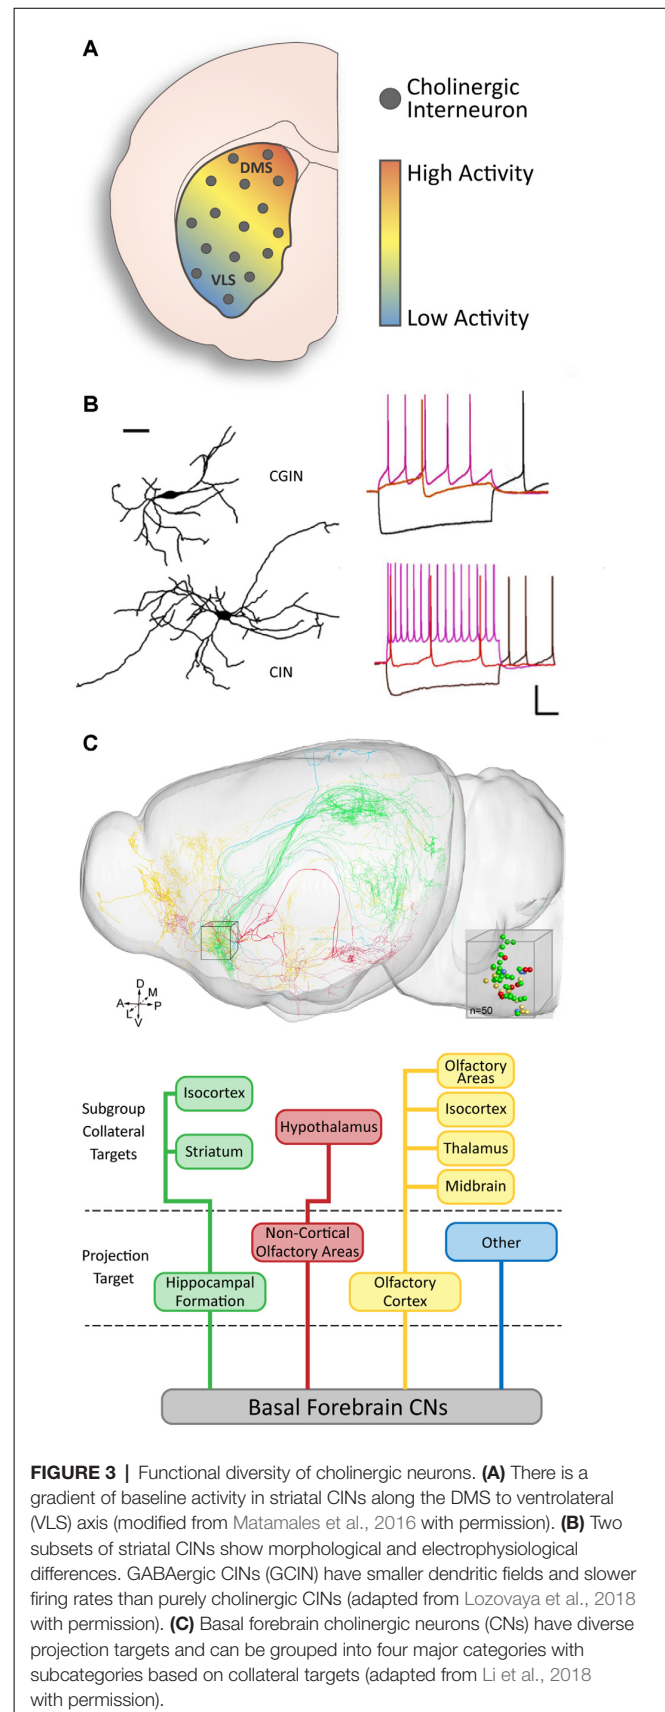 A
Cholinergic
Interneuron
DMS
High Activity
VLS
Low Activity
B
CGIN
CIN
C
D
M
A
P
L
V
n=50
Subgroup
Collateral
Targets
Isocortex
Striatum
Hypothalamus
Olfactory
Areas
Isocortex
Thalamus
Midbrain
Projection
Target
Hippocampal
Formation
Non-Cortical
Olfactory Areas
Olfactory
Cortex
Other
Basal Forebrain CNs
FIGURE 3 | Functional diversity of cholinergic neurons. (A) There is a
gradient of baseline activity in striatal CINs along the DMS to ventrolateral
(VLS) axis (modified from Matamales et al., 2016 with permission). (B) Two
subsets of striatal CINs show morphological and electrophysiological
differences. GABAergic CINs (GCIN) have smaller dendritic fields and slower
firing rates than purely cholinergic CINs (adapted from Lozovaya et al., 2018
with permission). (C) Basal forebrain cholinergic neurons (CNs) have diverse
projection targets and can be grouped into four major categories with
subcategories based on collateral targets (adapted from Li et al., 2018
with permission).